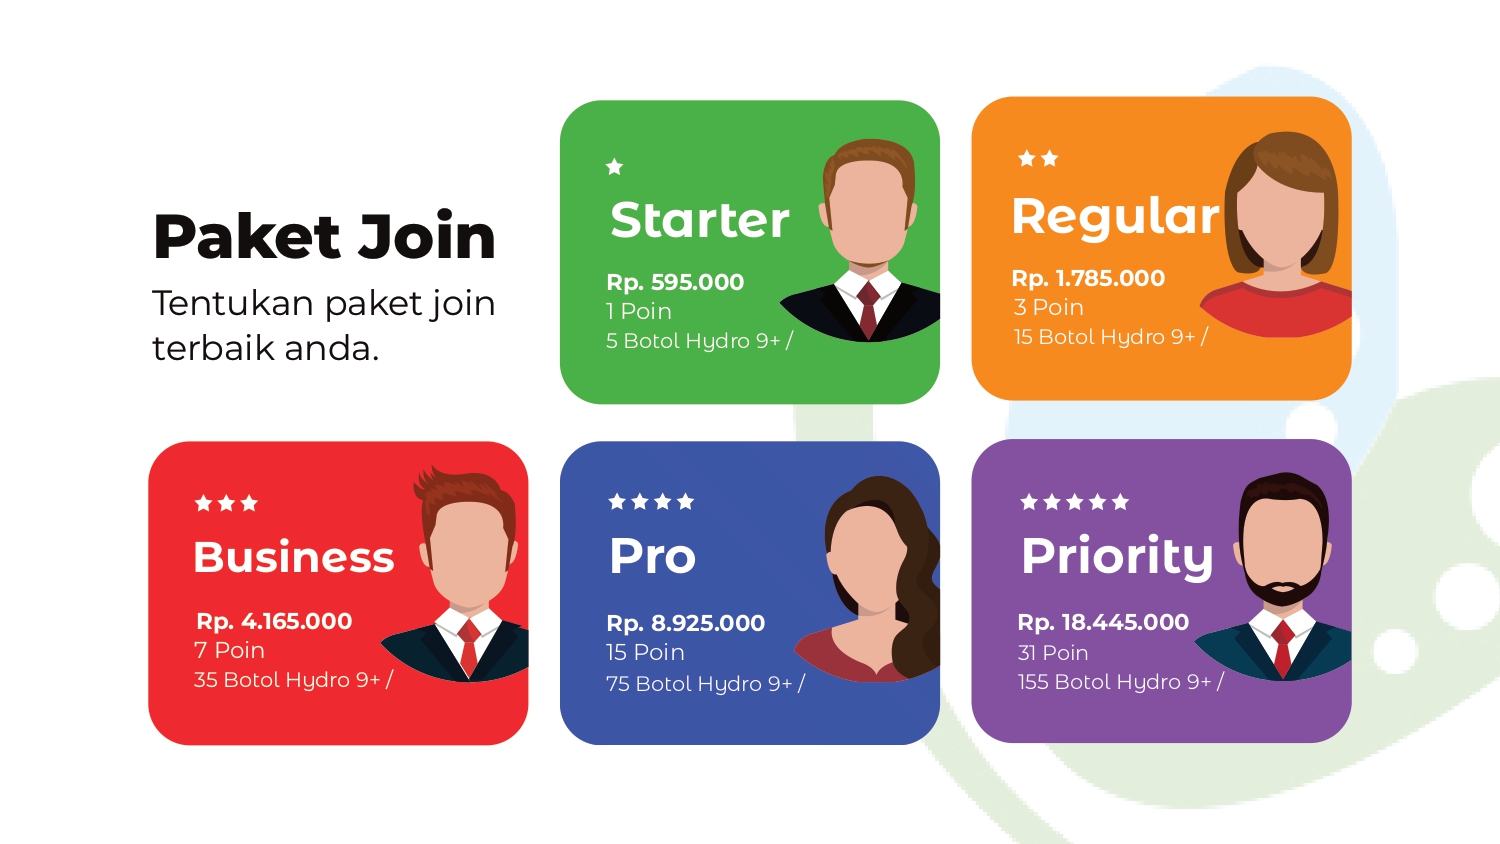 Paket Join
Tentukan paket join
terbaik anda.
Starter
Rp. 595.000
1 Poin
5 Botol Hydro 9+ /
Regular
Rp. 1.785.000
3 Poin
15 Botol Hydro 9+ /
Business
Rp. 4.165.000
7 Poin
35 Botol Hydro 9+ /
Pro
Rp. 8.925.000
15 Poin
75 Botol Hydro 9+ /
Priority
Rp. 18.445.000
31 Poin
155 Botol Hydro 9+ /